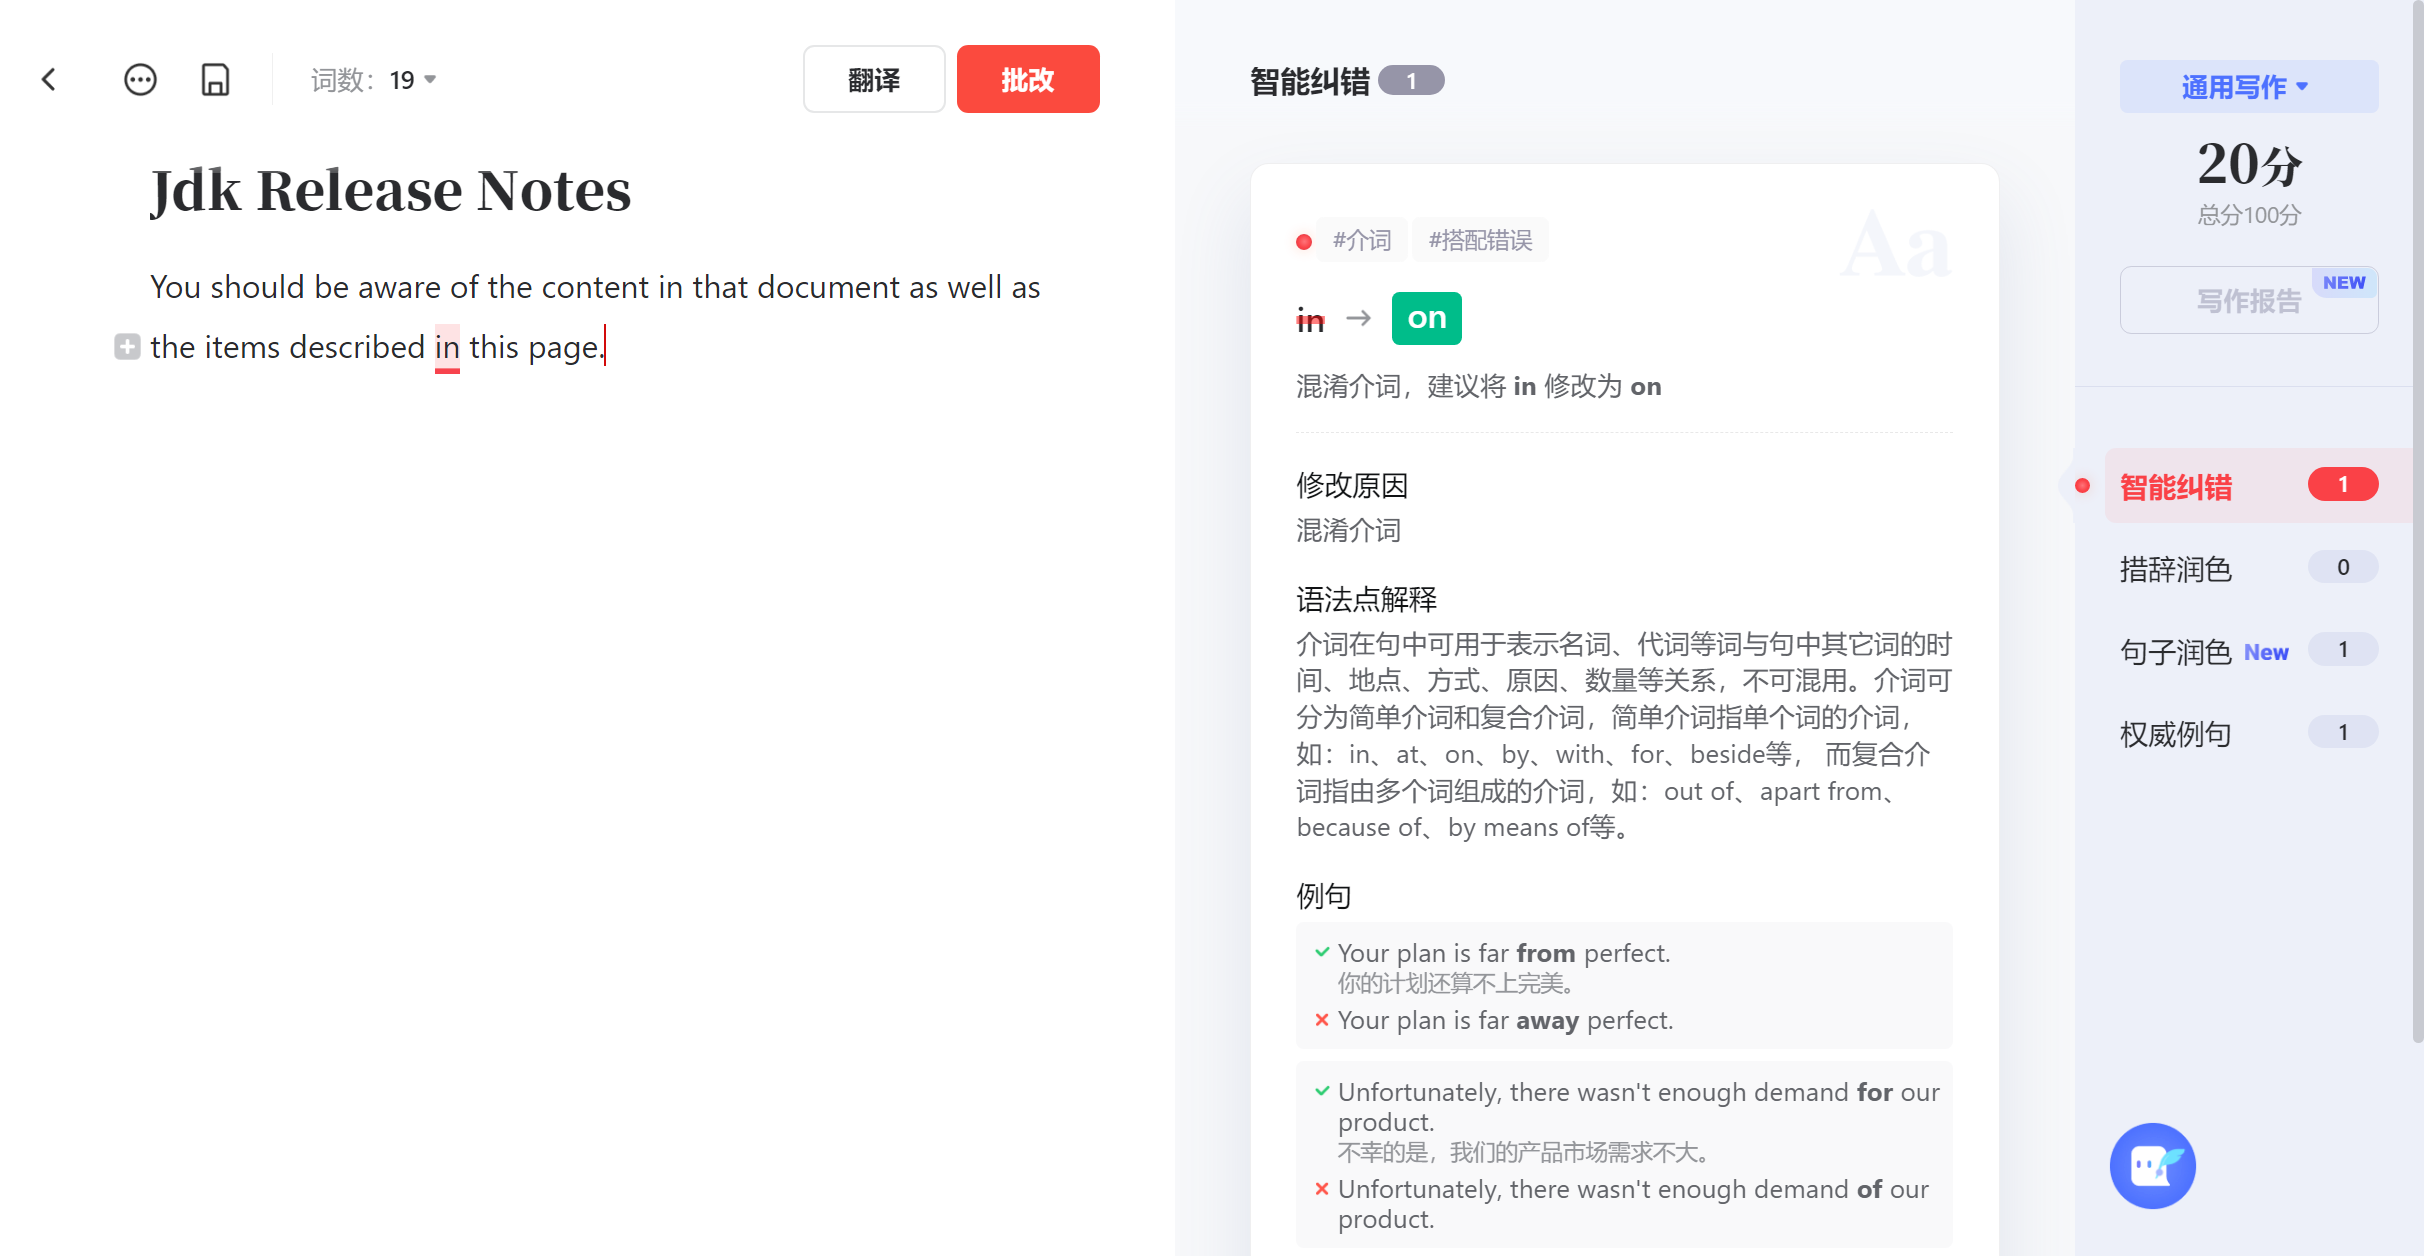 词数：19
翻译
批改
Jdk Release Notes
You should be aware of the content in that document as well as
the items described in this page.
智能纠错 1
#介词 #搭配错误
Aa
in → on
混淆介词，建议将 in 修改为 on
修改原因
混淆介词
语法点解释
介词在句中可用于表示名词、代词等词与句中其它词的时
间、地点、方式、原因、数量等关系，不可混用。介词可
分为简单介词和复合介词，简单介词指单个词的介词，
如：in、at、on、by、with、for、beside等， 而复合介
词指由多个词组成的介词，如：out of、apart from、
because of、by means of等。
例句
Your plan is far from perfect.
你的计划还算不上完美。
Your plan is far away perfect.
Unfortunately, there wasn't enough demand for our
product.
不幸的是，我们的产品市场需求不大。
Unfortunately, there wasn't enough demand of our
product.
通用写作
20分
总分100分
写作报告 NEW
智能纠错 1
措辞润色 0
句子润色 New 1
权威例句 1